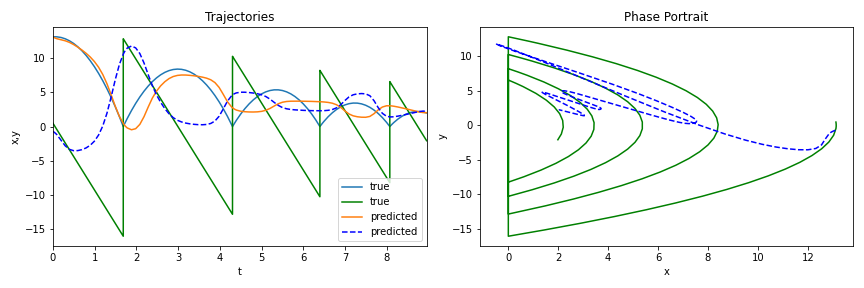 Trajectories
10
5
0
−5
−10
−15
x,y
0 1 2 3 4 5 6 7 8
t
true
true
predicted
predicted
Phase Portrait
10
5
0
−5
−10
−15
y
0 2 4 6 8 10 12
x